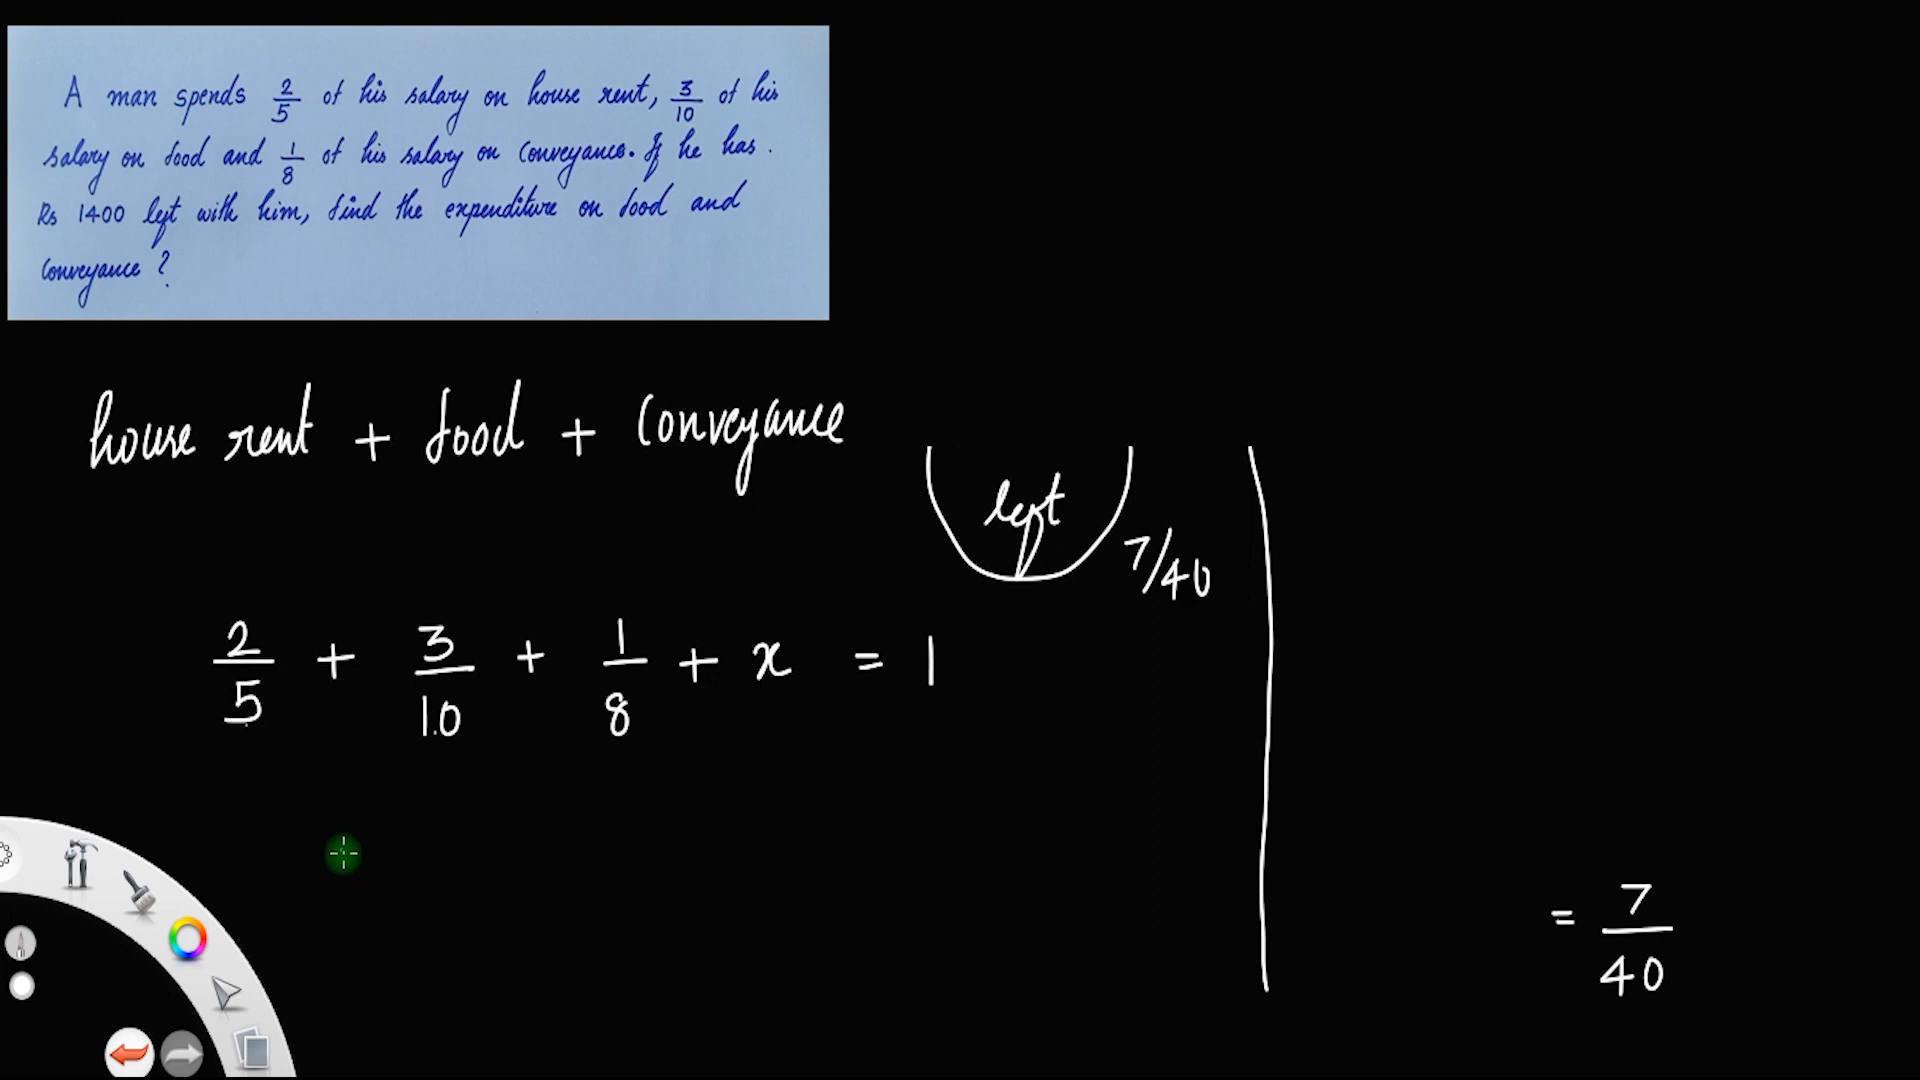 A man spends 2/5 of his salary on house rent, 3/10 of his
salary on food and 1/8 of his salary on Conveyance. If he has.
Rs 1400 left with him, find the expenditure on food and
Conveyance?
house rent + food + Conveyance
left
7/40
2/5 + 3/10 + 1/8 + x = 1
= 7/40